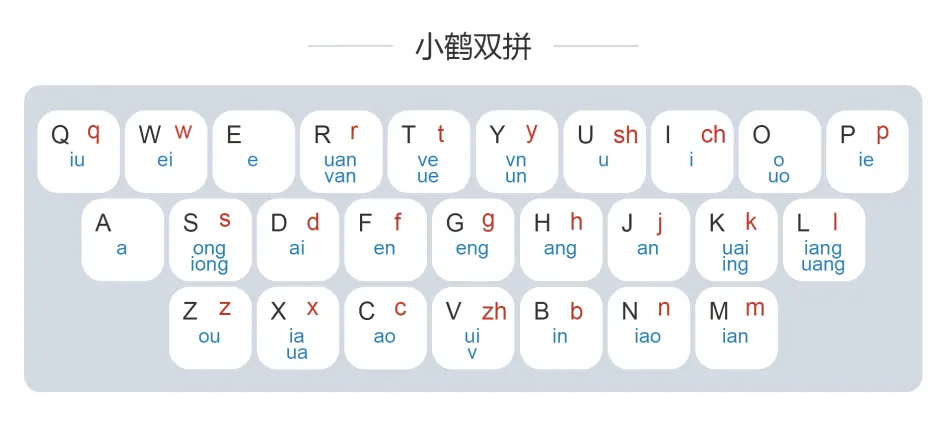 小鹤双拼
Q q W w E R r T t Y y U sh I ch O P p
iu ei e uan ve vn u i o ie
van ue un uo
A S s D d F f G g H h J j K k L l
a ong ai en eng ang an uai iang
iong ing uang
Z z X x C c V zh B b N n M m
ou ia ao ui in iao ian
ua v